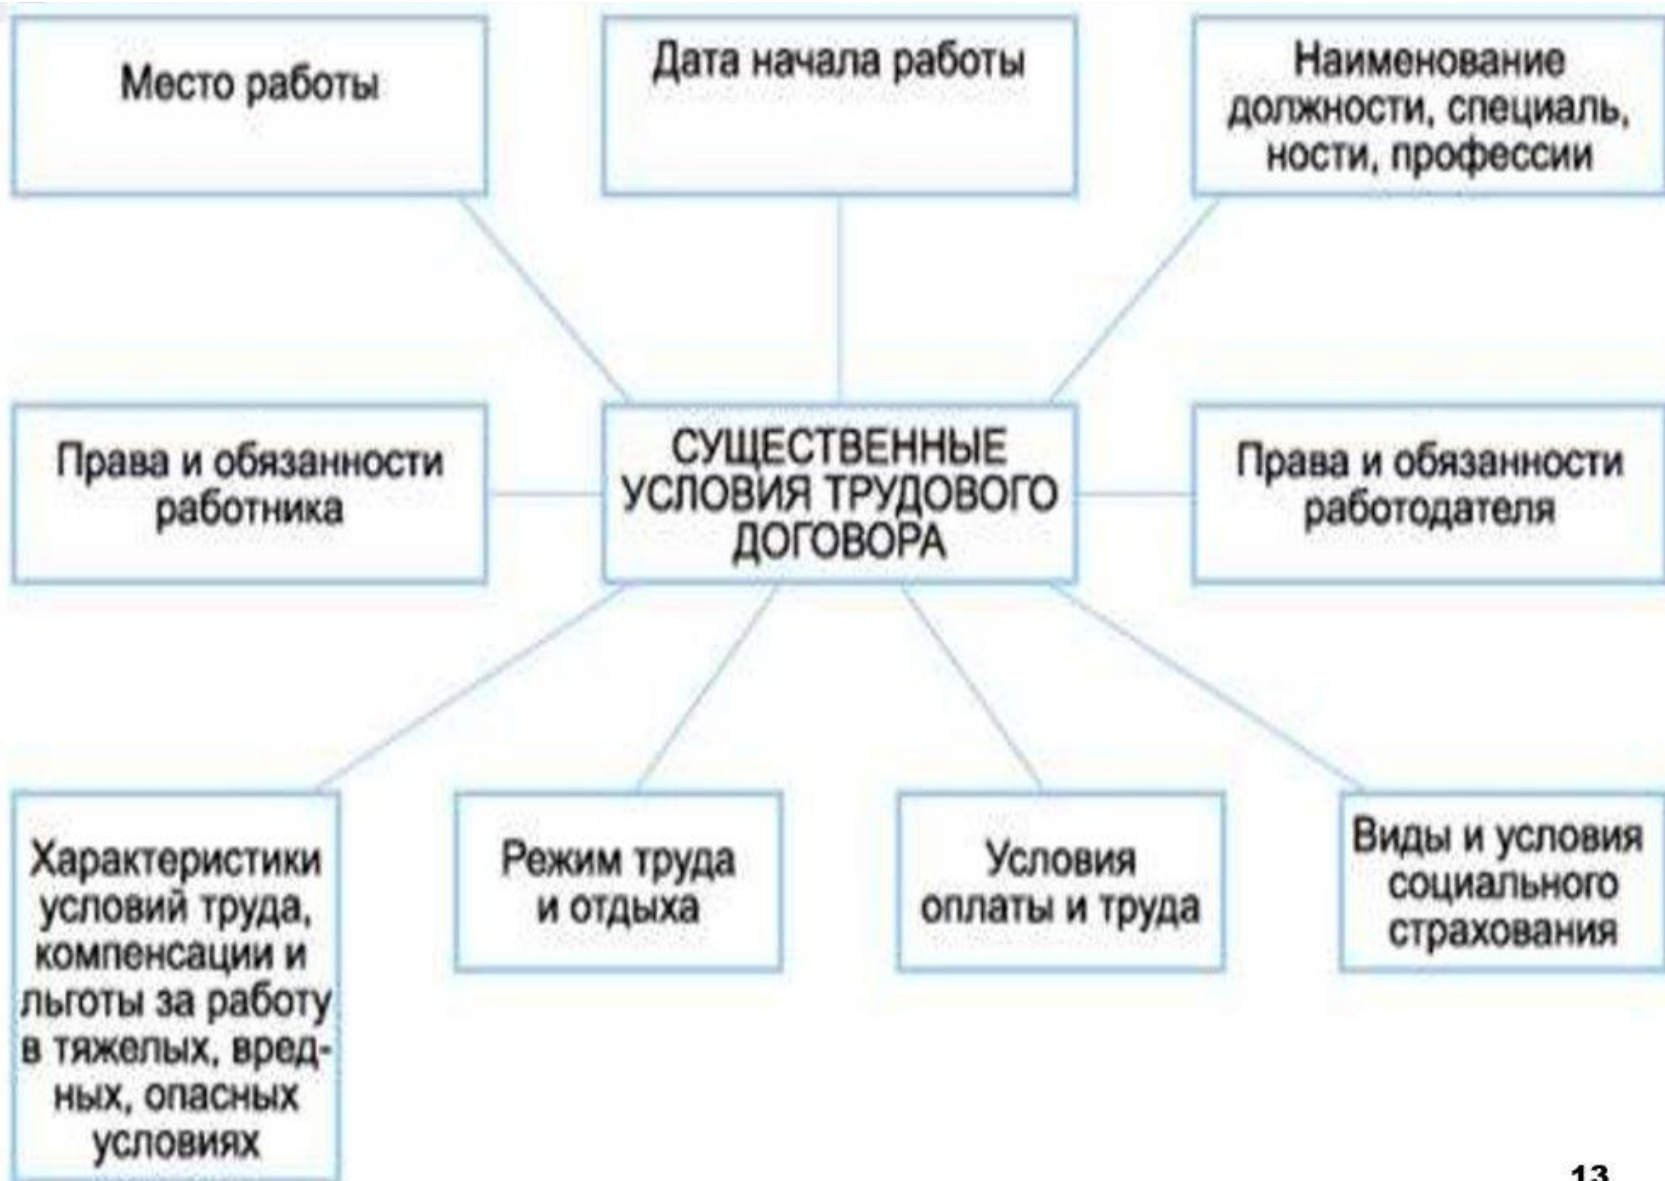 Место работы
Дата начала работы
Наименование
должности, специаль,
ности, профессии
Права и обязанности
работника
СУЩЕСТВЕННЫЕ
УСЛОВИЯ ТРУДОВОГО
ДОГОВОРА
Права и обязанности
работодателя
Характеристики
условий труда,
компенсации и
льготы за работу
в тяжелых, вред-
ных, опасных
условиях
Режим труда
и отдыха
Условия
оплаты и труда
Виды и условия
социального
страхования
13